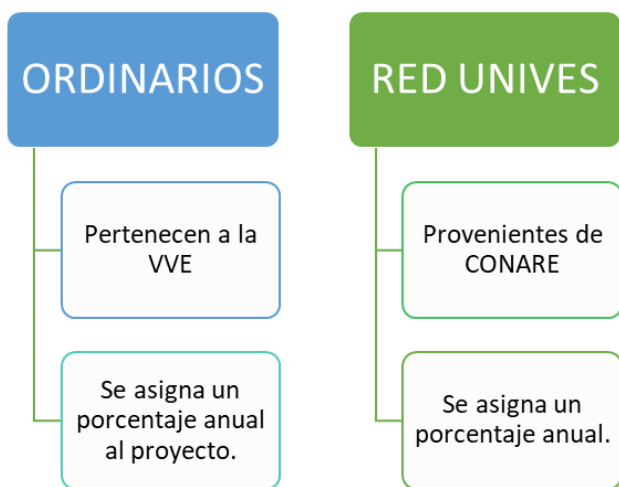 ORDINARIOS
Pertenecen a la
VVE
Se asigna un
porcentaje anual
al proyecto.
RED UNIVES
Provenientes de
CONARE
Se asigna un
porcentaje anual.